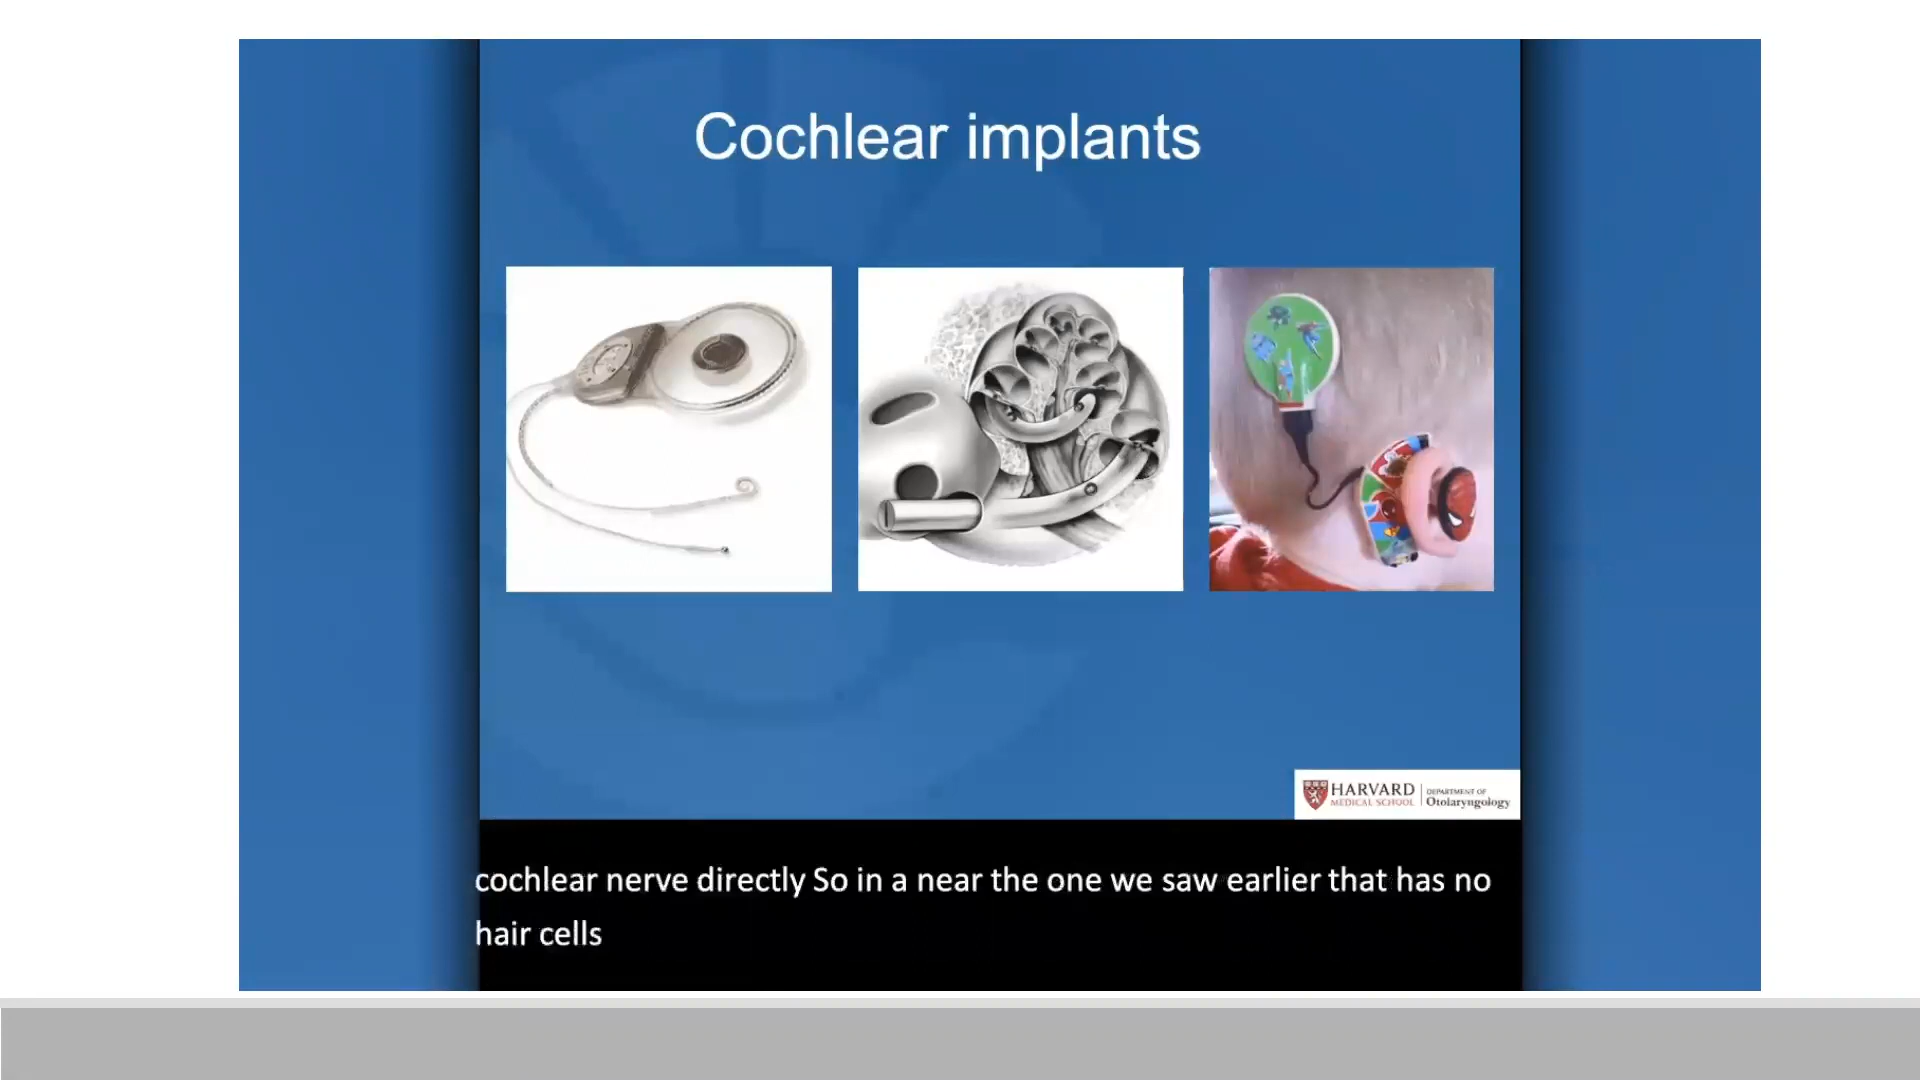 Cochlear implants
HARVARD
MEDICAL SCHOOL
DEPARTMENT OF
Otolaryngology
cochlear nerve directly So in a near the one we saw earlier that has no
hair cells